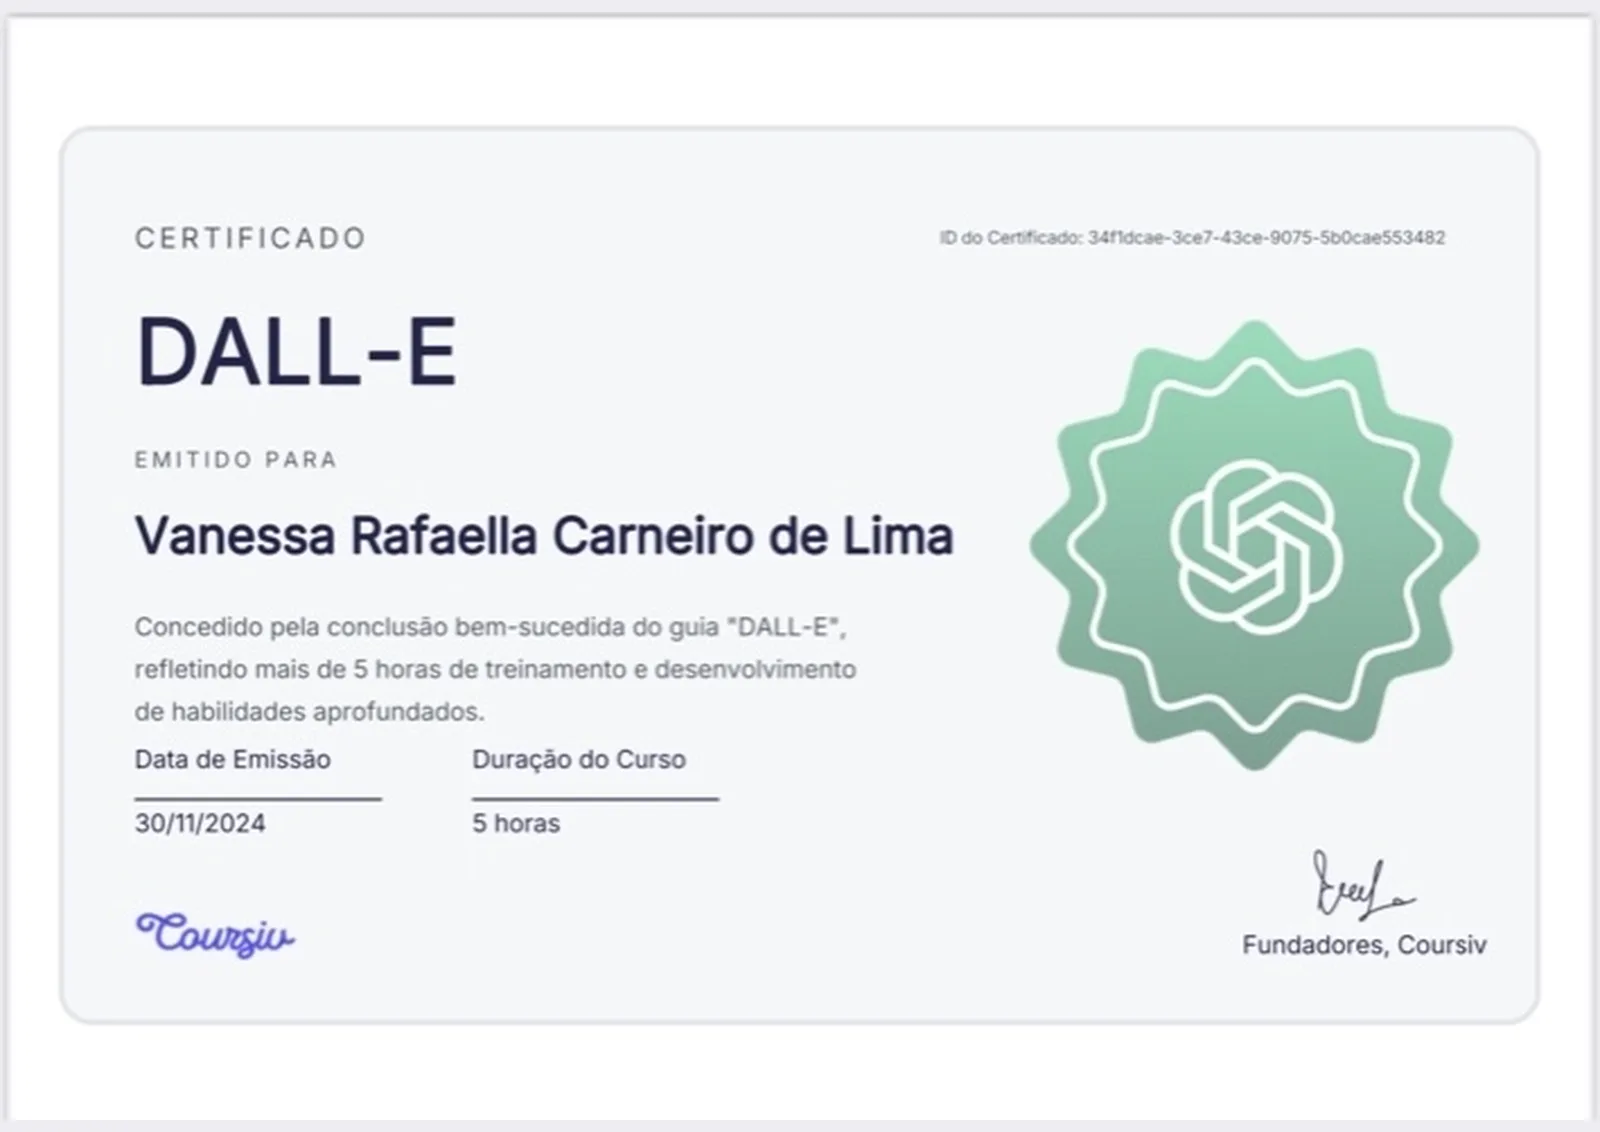 CERTIFICADO
ID do Certificado: 34f1dcae-3ce7-43ce-9075-5b0cae553482
DALL-E
EMITIDO PARA
Vanessa Rafaella Carneiro de Lima
Concedido pela conclusão bem-sucedida do guia "DALL-E",
refletindo mais de 5 horas de treinamento e desenvolvimento
de habilidades aprofundados.
Data de Emissão
Duração do Curso
30/11/2024
5 horas
Coursiv
Fundadores, Coursiv